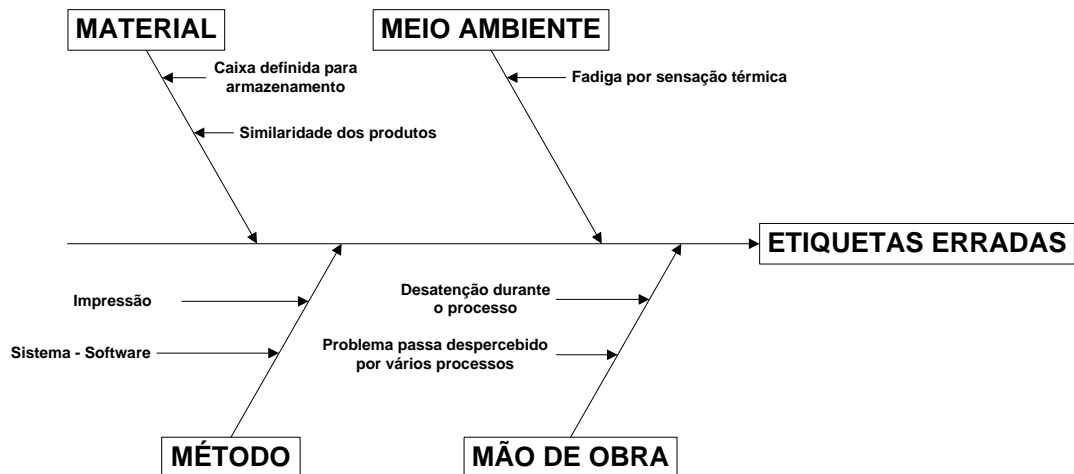 MATERIAL
MEIO AMBIENTE
Caixa definida para
armazenamento
Fadiga por sensação térmica
Similaridade dos produtos
ETIQUETAS ERRADAS
Impressão
Desatenção durante
o processo
Sistema - Software
Problema passa despercebido
por vários processos
MÉTODO
MÃO DE OBRA